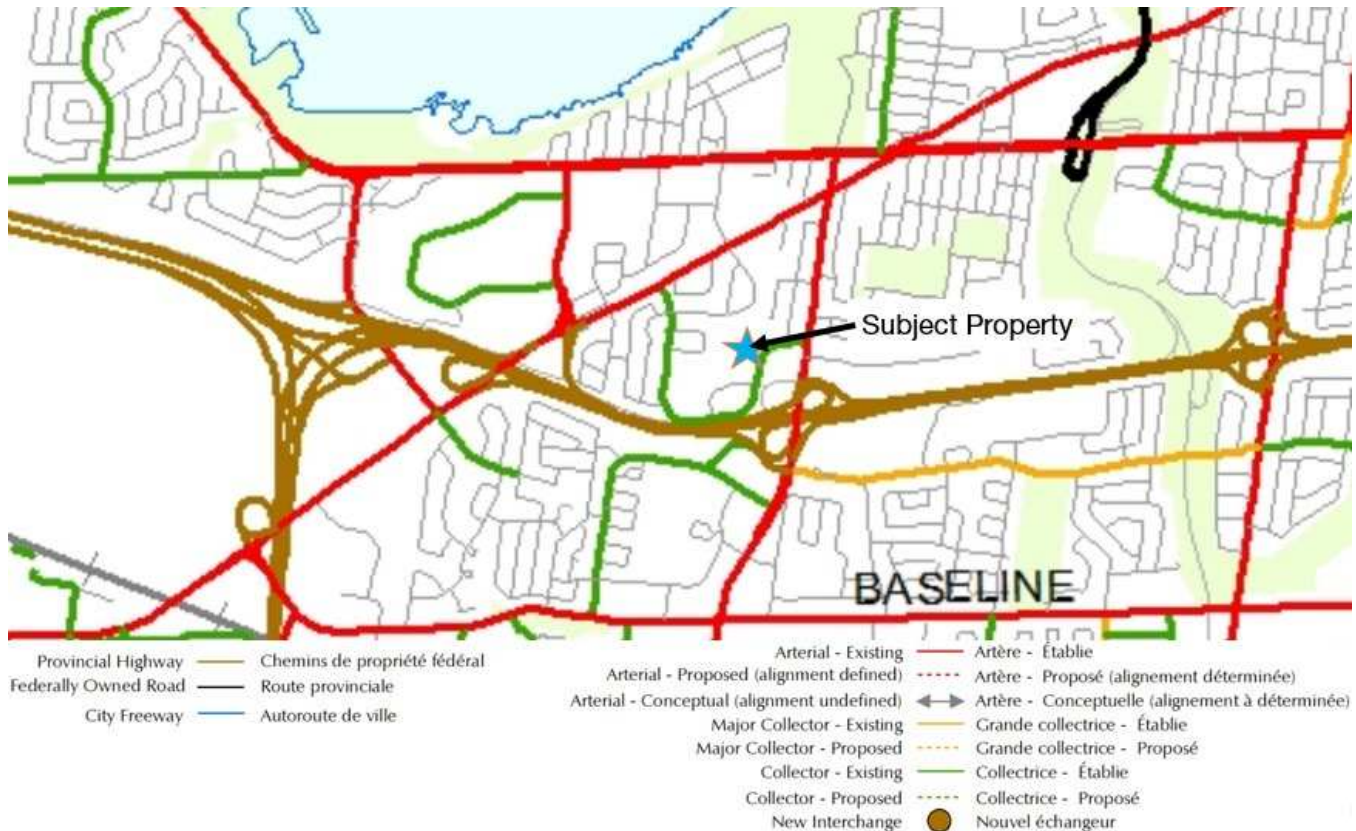 Subject Property
BASELINE
Provincial Highway Chemins de propriété fédéral
Federally Owned Road Route provinciale
City Freeway Autoroute de ville
Arterial - Existing Artère - Établie
Arterial - Proposed (alignment defined) Artère - Proposé (alignement déterminée)
Arterial - Conceptual (alignment undefined) Artère - Conceptuelle (alignement à déterminée)
Major Collector - Existing Grande collectrice - Établie
Major Collector - Proposed Grande collectrice - Proposé
Collector - Existing Collectrice - Établie
Collector - Proposed Collectrice - Proposé
New Interchange Nouvel échangeur